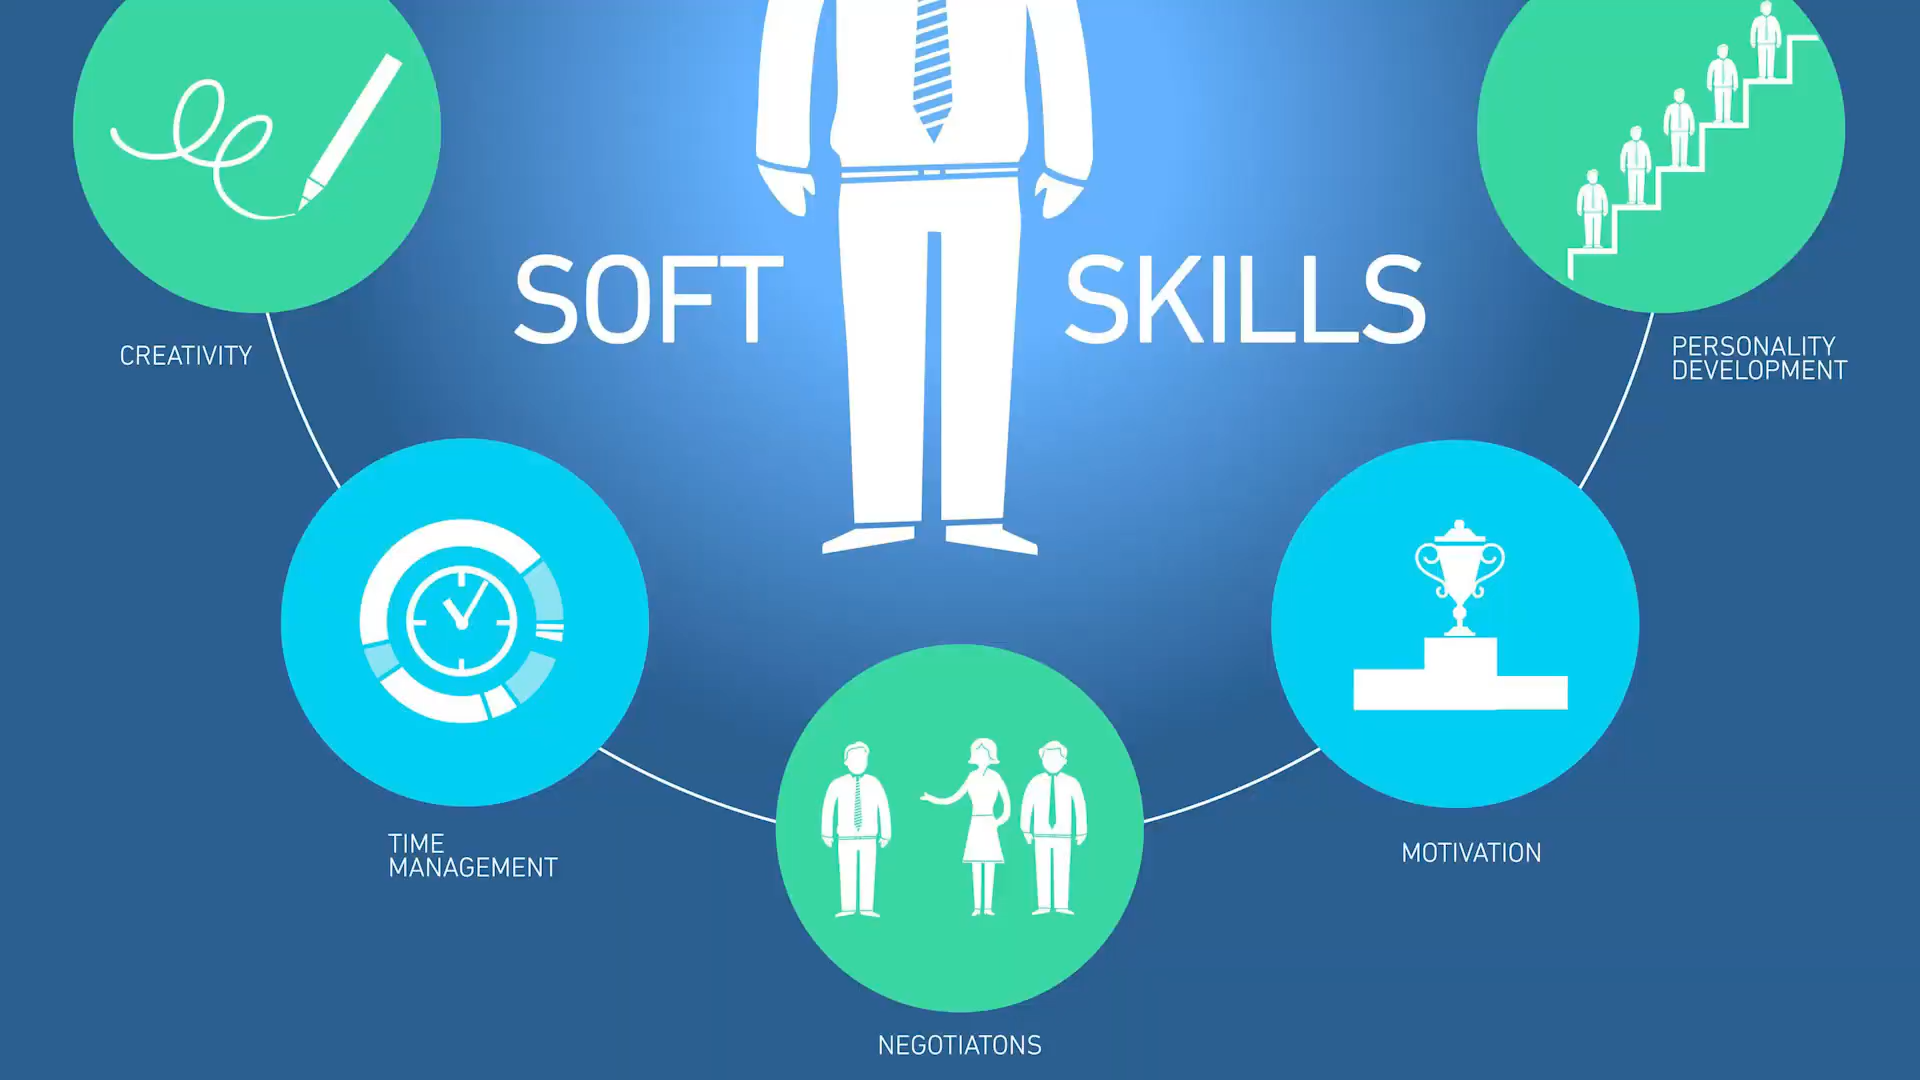 SOFT SKILLS
CREATIVITY
PERSONALITY
DEVELOPMENT
TIME
MANAGEMENT
MOTIVATION
NEGOTIATONS